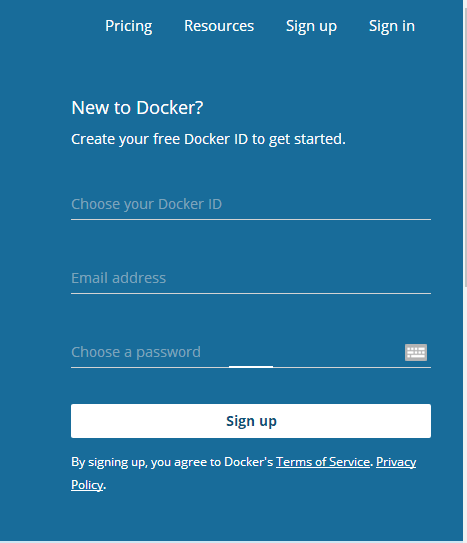 Pricing Resources Sign up Sign in
New to Docker?
Create your free Docker ID to get started.
Choose your Docker ID
Email address
Choose a password
Sign up
By signing up, you agree to Docker's Terms of Service. Privacy
Policy.